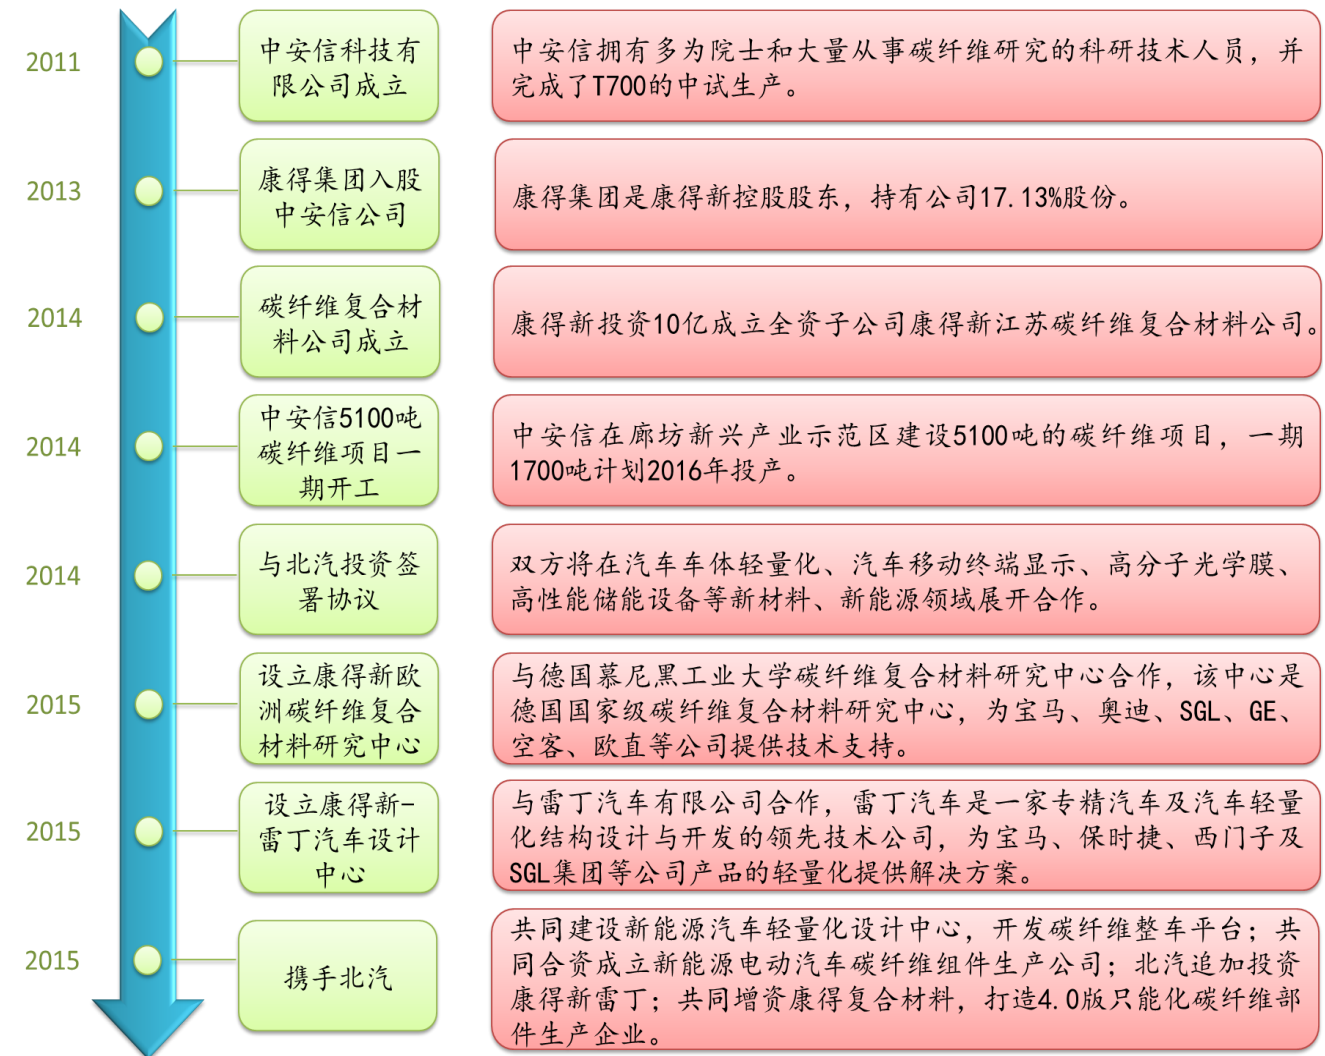 2011
中安信科技有
限公司成立
中安信拥有多为院士和大量从事碳纤维研究的科研技术人员，并
完成了T700的中试生产。
2013
康得集团入股
中安信公司
康得集团是康得新控股股东，持有公司17.13%股份。
2014
碳纤维复合材
料公司成立
康得新投资10亿成立全资子公司康得新江苏碳纤维复合材料公司。
2014
中安信5100吨
碳纤维项目一
期开工
中安信在廊坊新兴产业示范区建设5100吨的碳纤维项目，一期
1700吨计划2016年投产。
2014
与北汽投资签
署协议
双方将在汽车车体轻量化、汽车移动终端显示、高分子光学膜、
高性能储能设备等新材料、新能源领域展开合作。
2015
设立康得新欧
洲碳纤维复合
材料研究中心
与德国慕尼黑工业大学碳纤维复合材料研究中心合作，该中心是
德国国家级碳纤维复合材料研究中心，为宝马、奥迪、SGL、GE、
空客、欧直等公司提供技术支持。
2015
设立康得新-
雷丁汽车设计
中心
与雷丁汽车有限公司合作，雷丁汽车是一家专精汽车及汽车轻量
化结构设计与开发的领先技术公司，为宝马、保时捷、西门子及
SGL集团等公司产品的轻量化提供解决方案。
2015
携手北汽
共同建设新能源汽车轻量化设计中心，开发碳纤维整车平台；共
同合资成立新能源电动汽车碳纤维组件生产公司；北汽追加投资
康得新雷丁；共同增资康得复合材料，打造4.0版只能化碳纤维部
件生产企业。